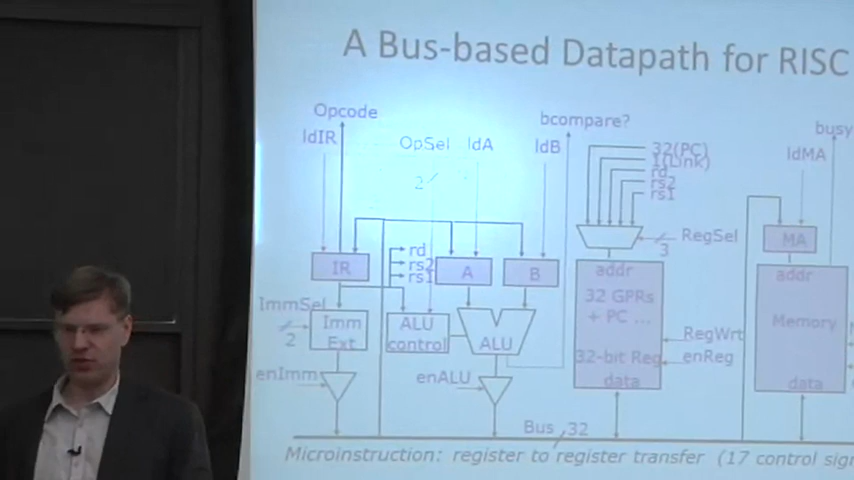 A Bus-based Datapath for RISC
Opcode
ldIR
OpSel
ldA
2
bcompare?
ldB
32(PC)
1(Link)
rd
rs2
rs1
RegSel
3
busy
ldMA
IR
rd
rs2
rs1
A
B
addr
MA
addr
ImmSel
2
Imm
Ext
ALU
control
ALU
32 GPRs
+ PC ...
32-bit Reg
data
RegWrt
enReg
Memory
data
enImm
enALU
Bus
32
Microinstruction: register to register transfer (17 control